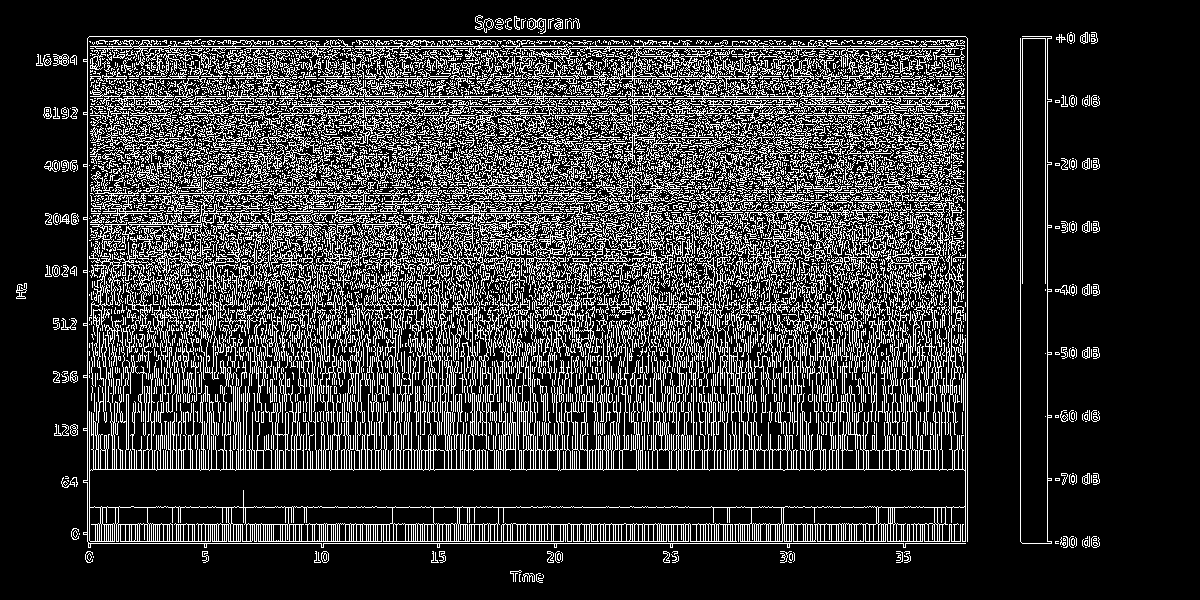 Spectrogram
+0 dB
16384
-10 dB
8192
-20 dB
4096
-30 dB
2048
1024
Hz
-40 dB
512
-50 dB
256
-60 dB
128
-70 dB
64
0
-80 dB
0 5 10 15 20 25 30 35
Time